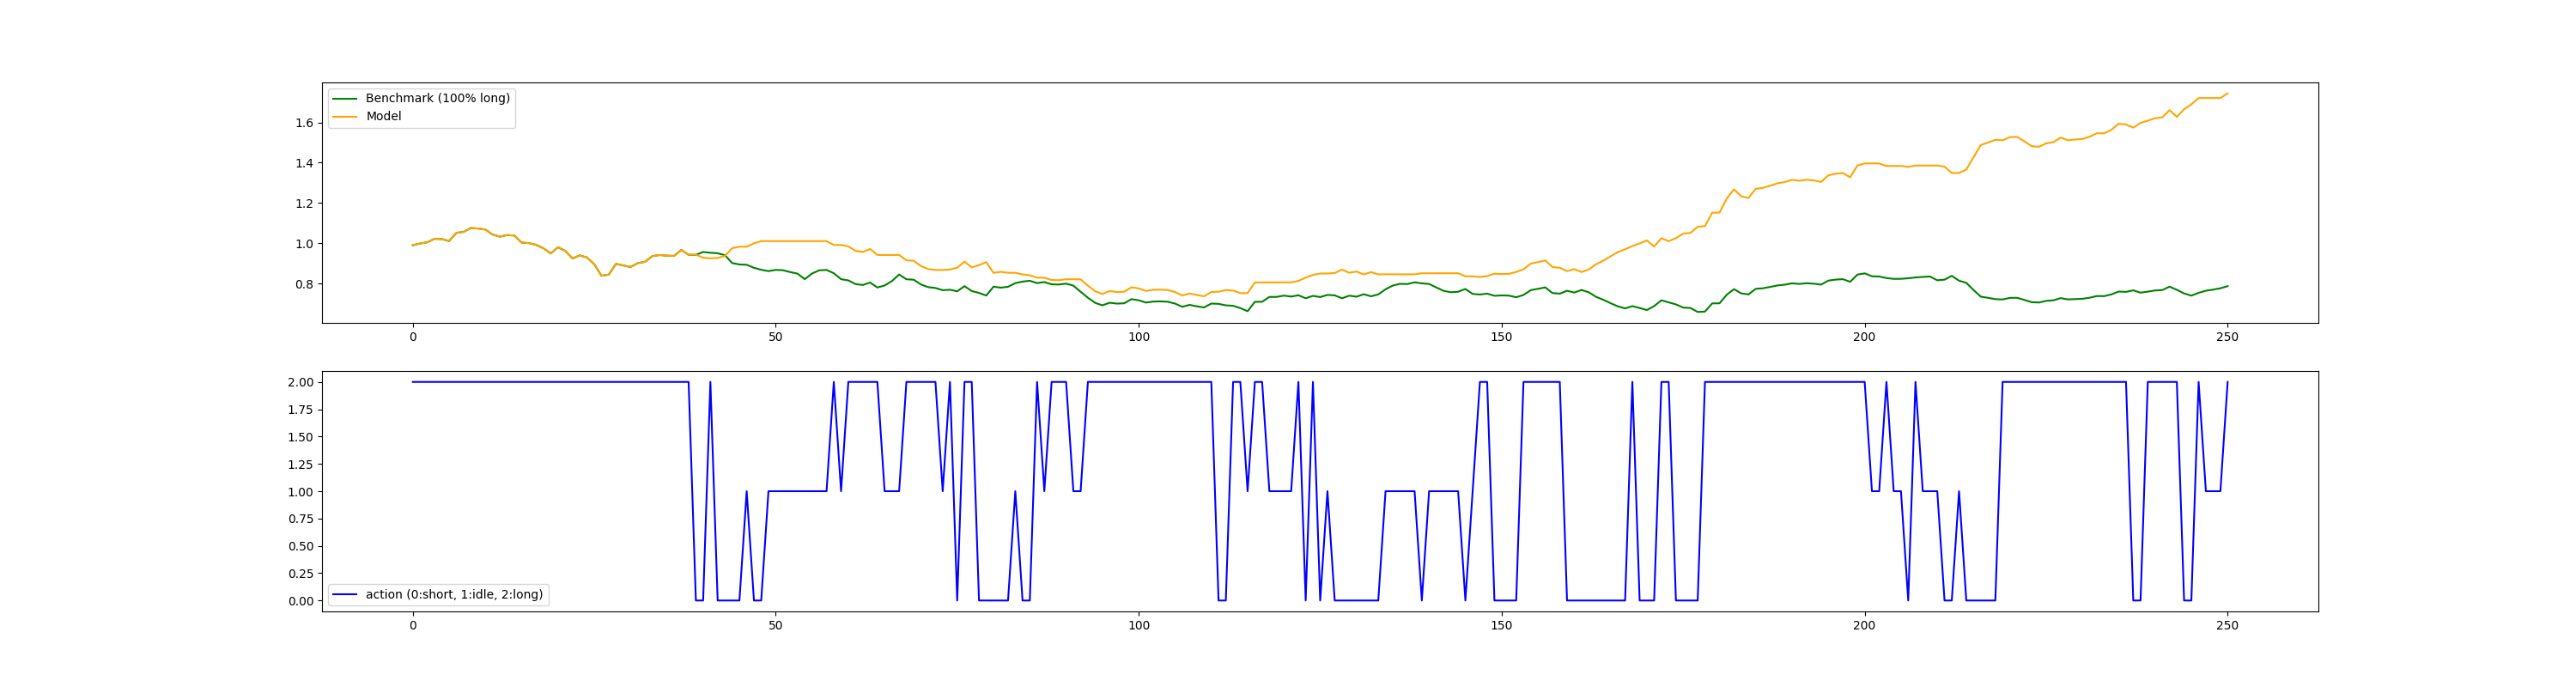 Benchmark (100% long)
Model
1.6
1.4
1.2
1.0
0.8
0 50 100 150 200 250
2.00
1.75
1.50
1.25
1.00
0.75
0.50
0.25
0.00
action (0:short, 1:idle, 2:long)
0 50 100 150 200 250